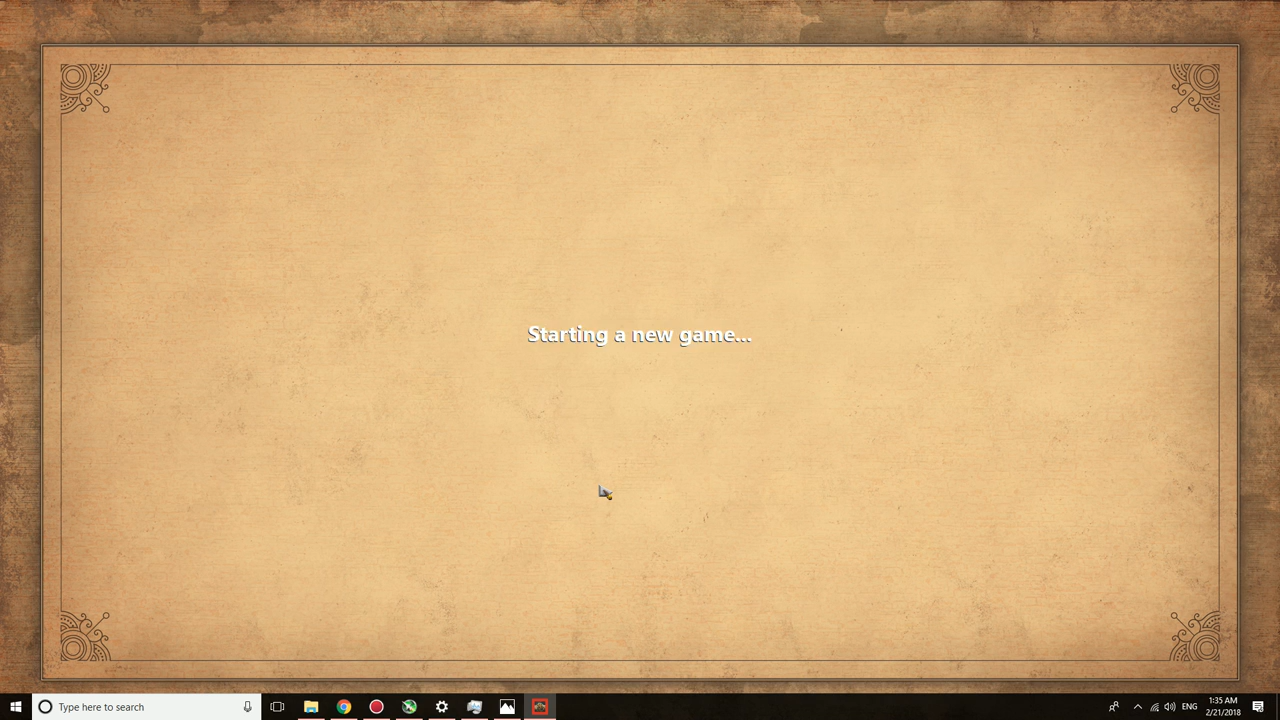 Starting a new game...
Type here to search
ENG
1:35 AM
2/21/2018